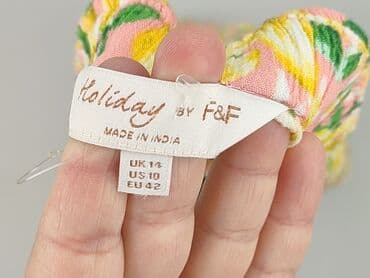 Holiday BY F&F
MADE IN INDIA
UK 14
US 10
EU 42